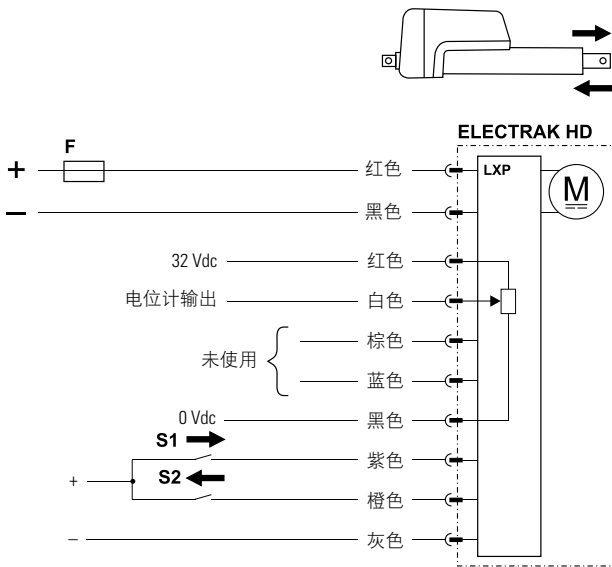 ELECTRAK HD
F
+ 红色 LXP
M
− 黑色
32 Vdc 红色
电位计输出 白色
未使用
棕色
蓝色
0 Vdc 黑色
S1
紫色
S2
+
橙色
− 灰色